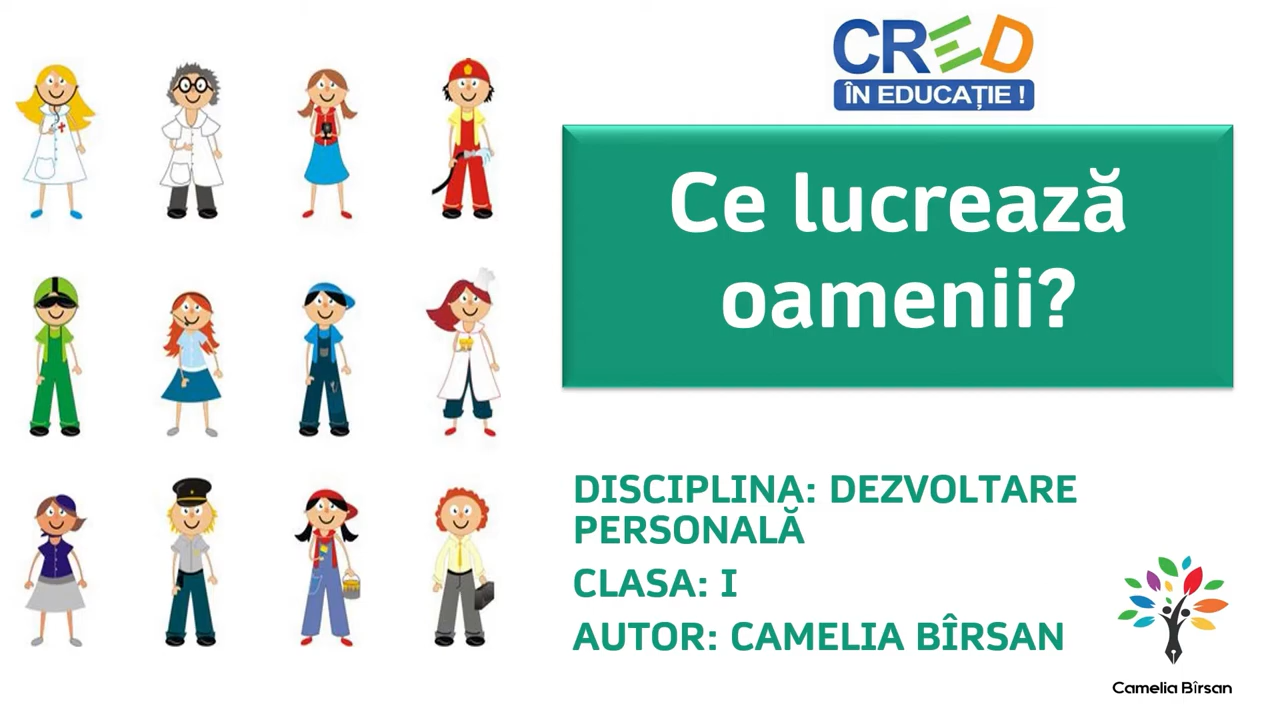 CRED
ÎN EDUCAȚIE !
Ce lucrează
oamenii?
DISCIPLINA: DEZVOLTARE
PERSONALĂ
CLASA: I
AUTOR: CAMELIA BÎRSAN
Camelia Bîrsan